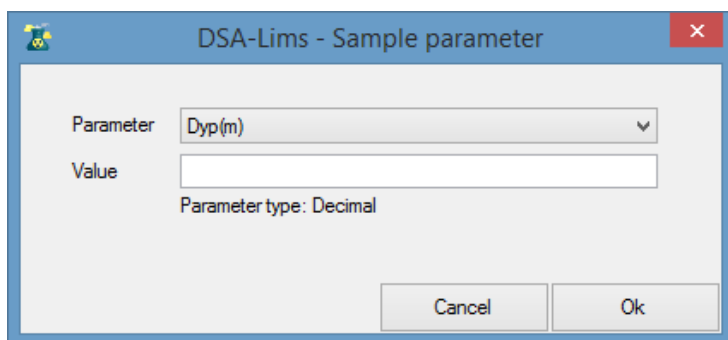 DSA-Lims - Sample parameter
Parameter Dyp(m)
Value
Parameter type: Decimal
Cancel Ok